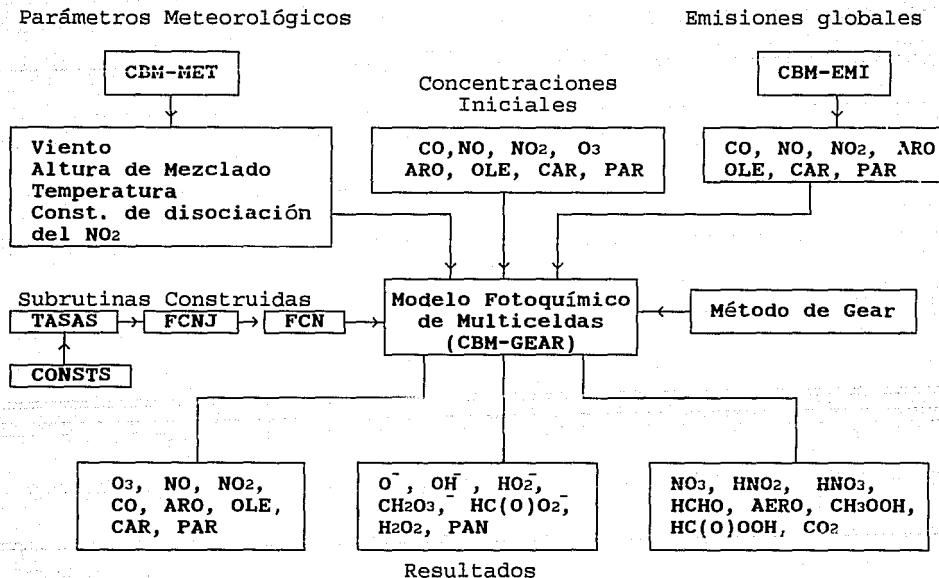 Parámetros Meteorológicos
Emisiones globales
CBM-MET
Concentraciones
Iniciales
CBM-EMI
Viento
Altura de Mezclado
Temperatura
Const. de disociación
del NO2
CO,NO, NO2, O3
ARO, OLE, CAR, PAR
CO, NO, NO2, ARO
OLE, CAR, PAR
Subrutinas Construidas
TASAS
FCNJ
FCN
CONSTS
Modelo Fotoquímico
de Multiceldas
(CBM-GEAR)
Método de Gear
O3, NO, NO2,
CO, ARO, OLE,
CAR, PAR
O⁻, OH⁻, HO2⁻,
CH2O3,⁻ HC(O)O2⁻,
H2O2, PAN
NO3, HNO2, HNO3,
HCHO, AERO, CH3OOH,
HC(O)OOH, CO2
Resultados